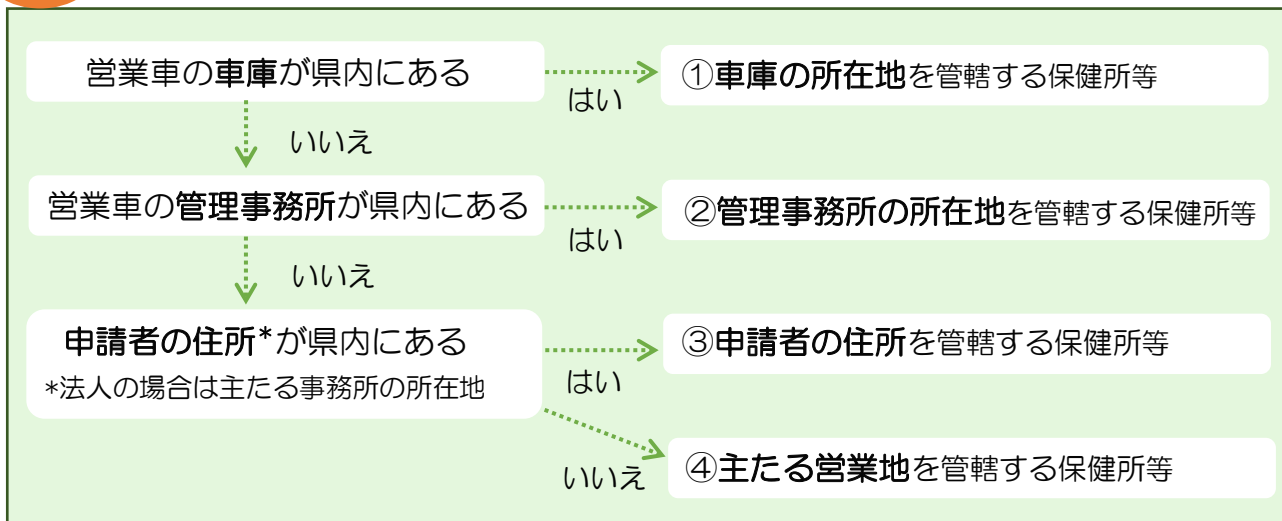 営業車の車庫が県内にある
はい
①車庫の所在地を管轄する保健所等
いいえ
営業車の管理事務所が県内にある
はい
②管理事務所の所在地を管轄する保健所等
いいえ
申請者の住所*が県内にある
*法人の場合は主たる事務所の所在地
はい
③申請者の住所を管轄する保健所等
いいえ
④主たる営業地を管轄する保健所等